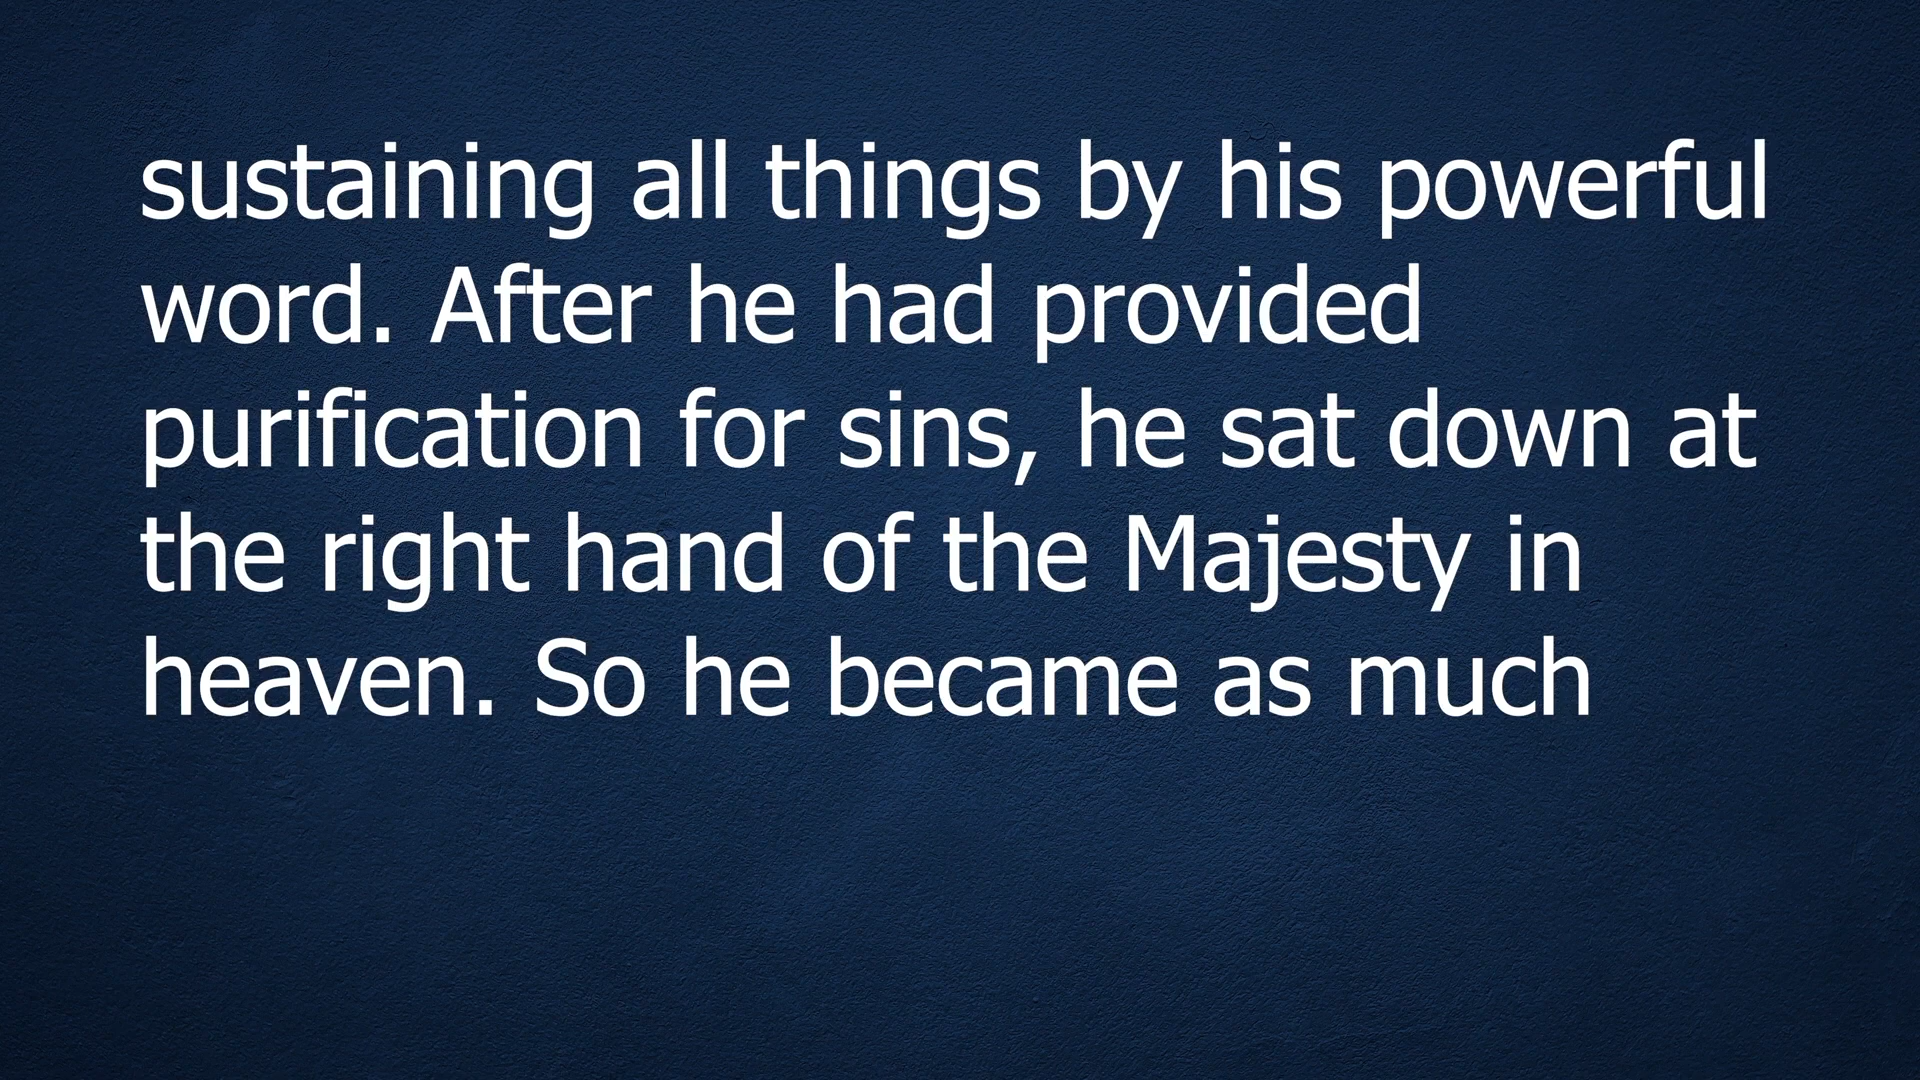 sustaining all things by his powerful
word. After he had provided
purification for sins, he sat down at
the right hand of the Majesty in
heaven. So he became as much